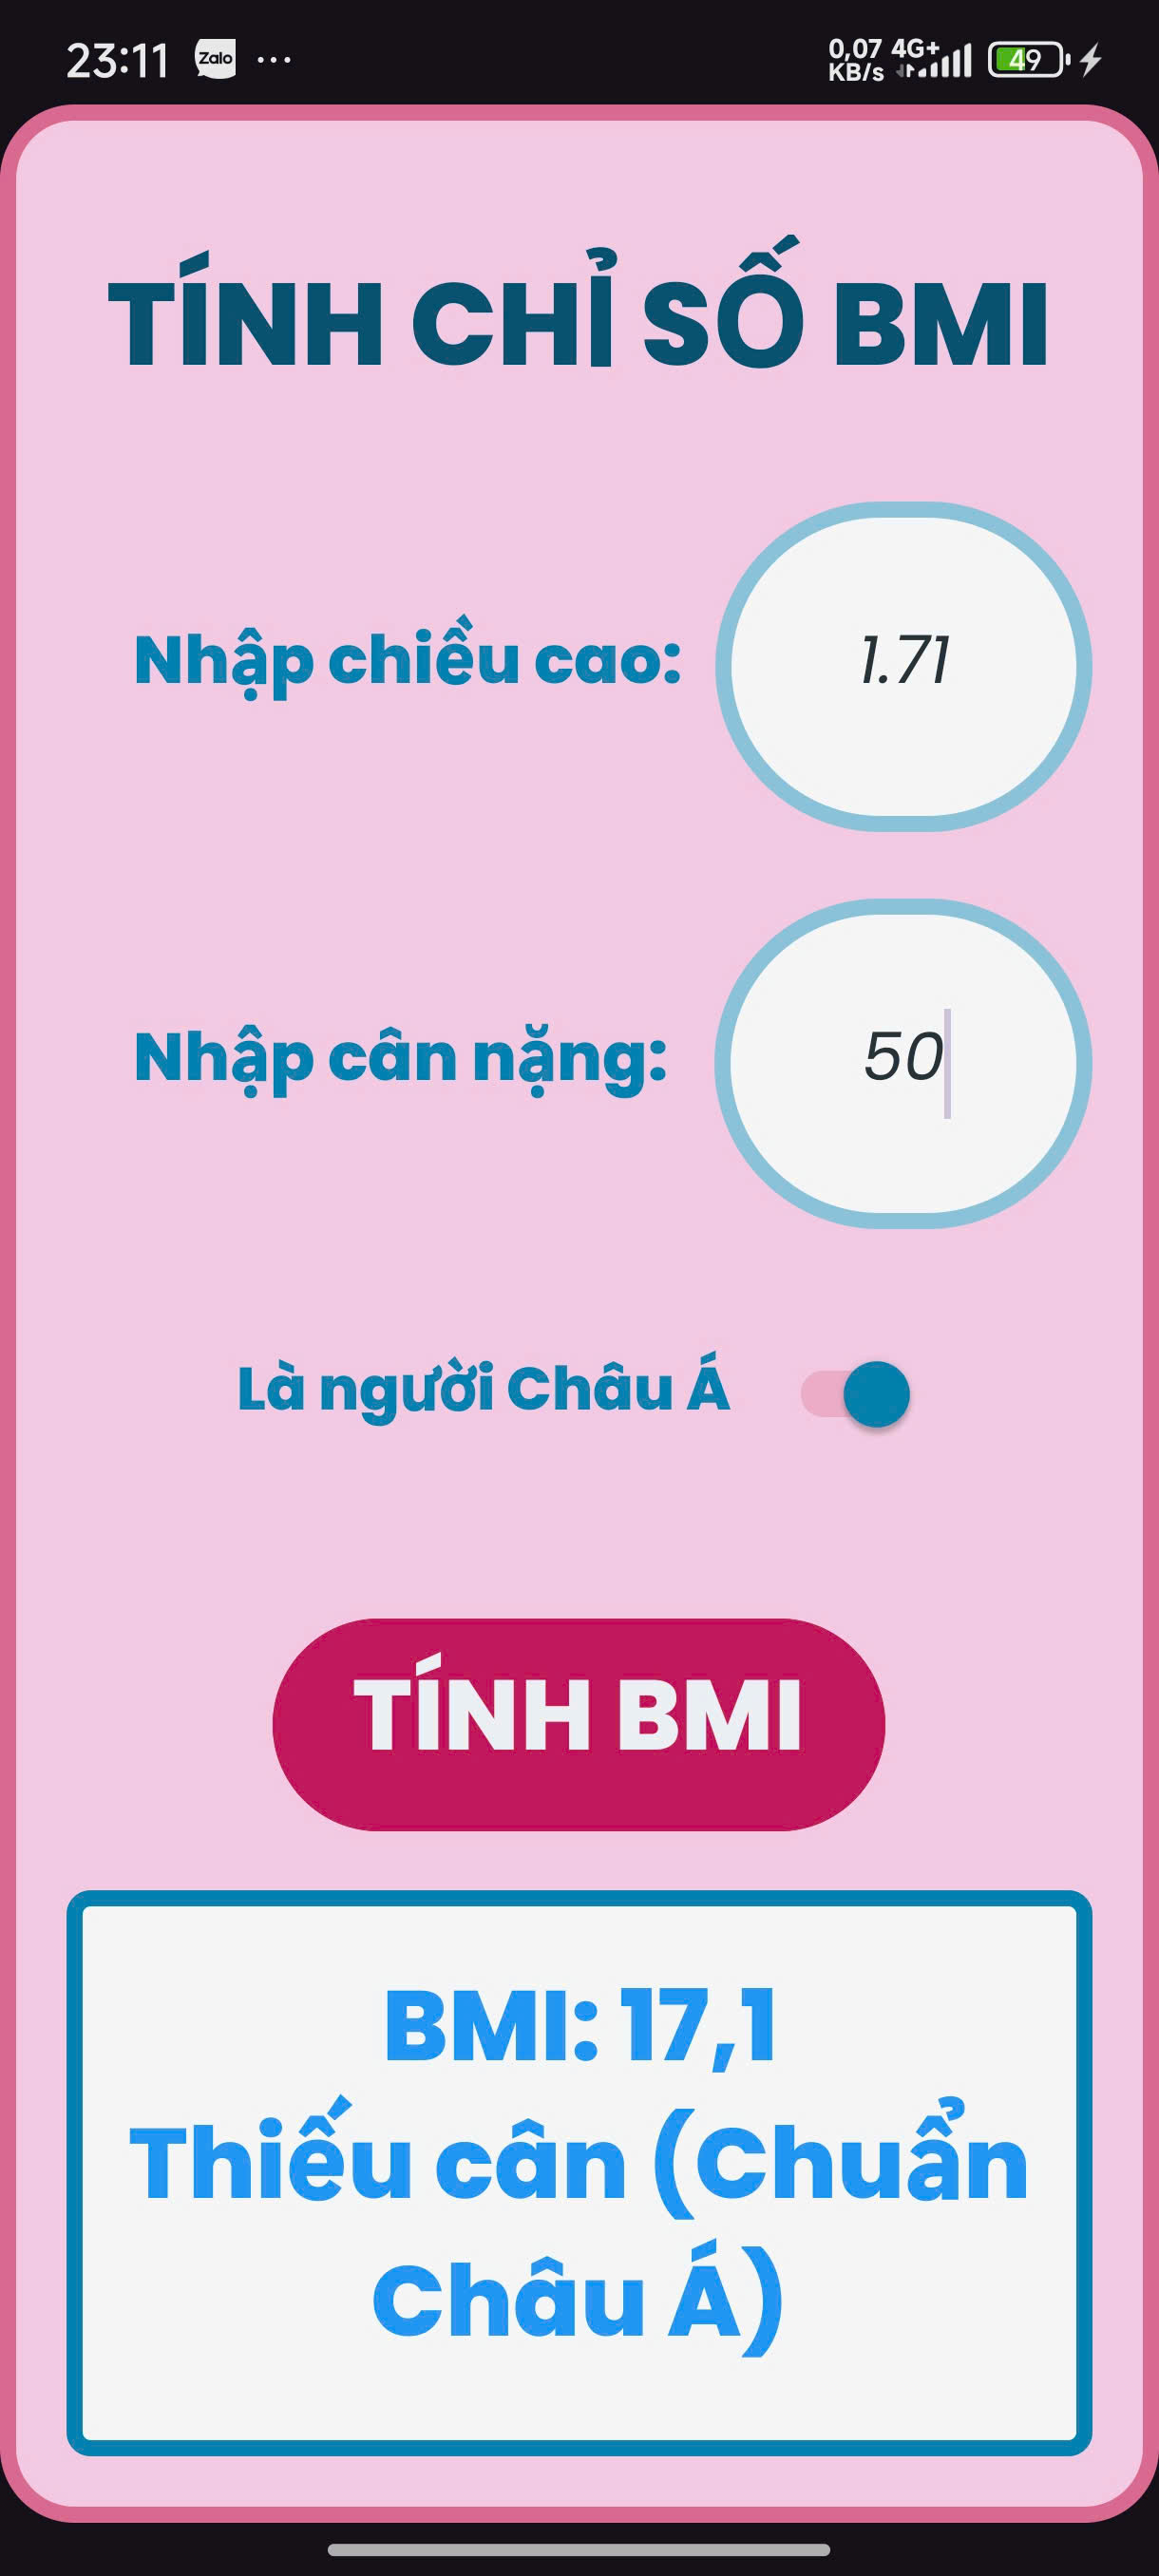 23:11 Zalo ... 0,07 KB/s 4G+ 49
TÍNH CHỈ SỐ BMI
Nhập chiều cao: 1.71
Nhập cân nặng: 50
Là người Châu Á
TÍNH BMI
BMI: 17,1
Thiếu cân (Chuẩn
Châu Á)